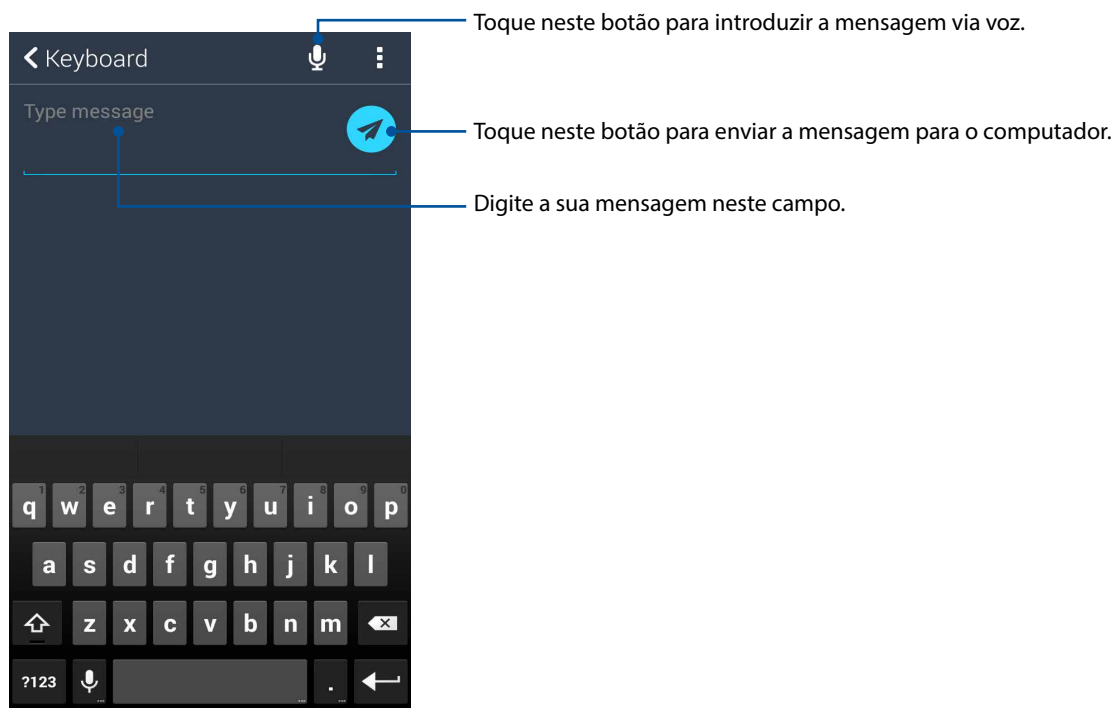 Toque neste botão para introduzir a mensagem via voz.
Keyboard
Type message
Toque neste botão para enviar a mensagem para o computador.
Digite a sua mensagem neste campo.
1 2 3 4 5 6 7 8 9 0
q w e r t y u i o p
a s d f g h j k l
z x c v b n m
?123 ... ... . ...